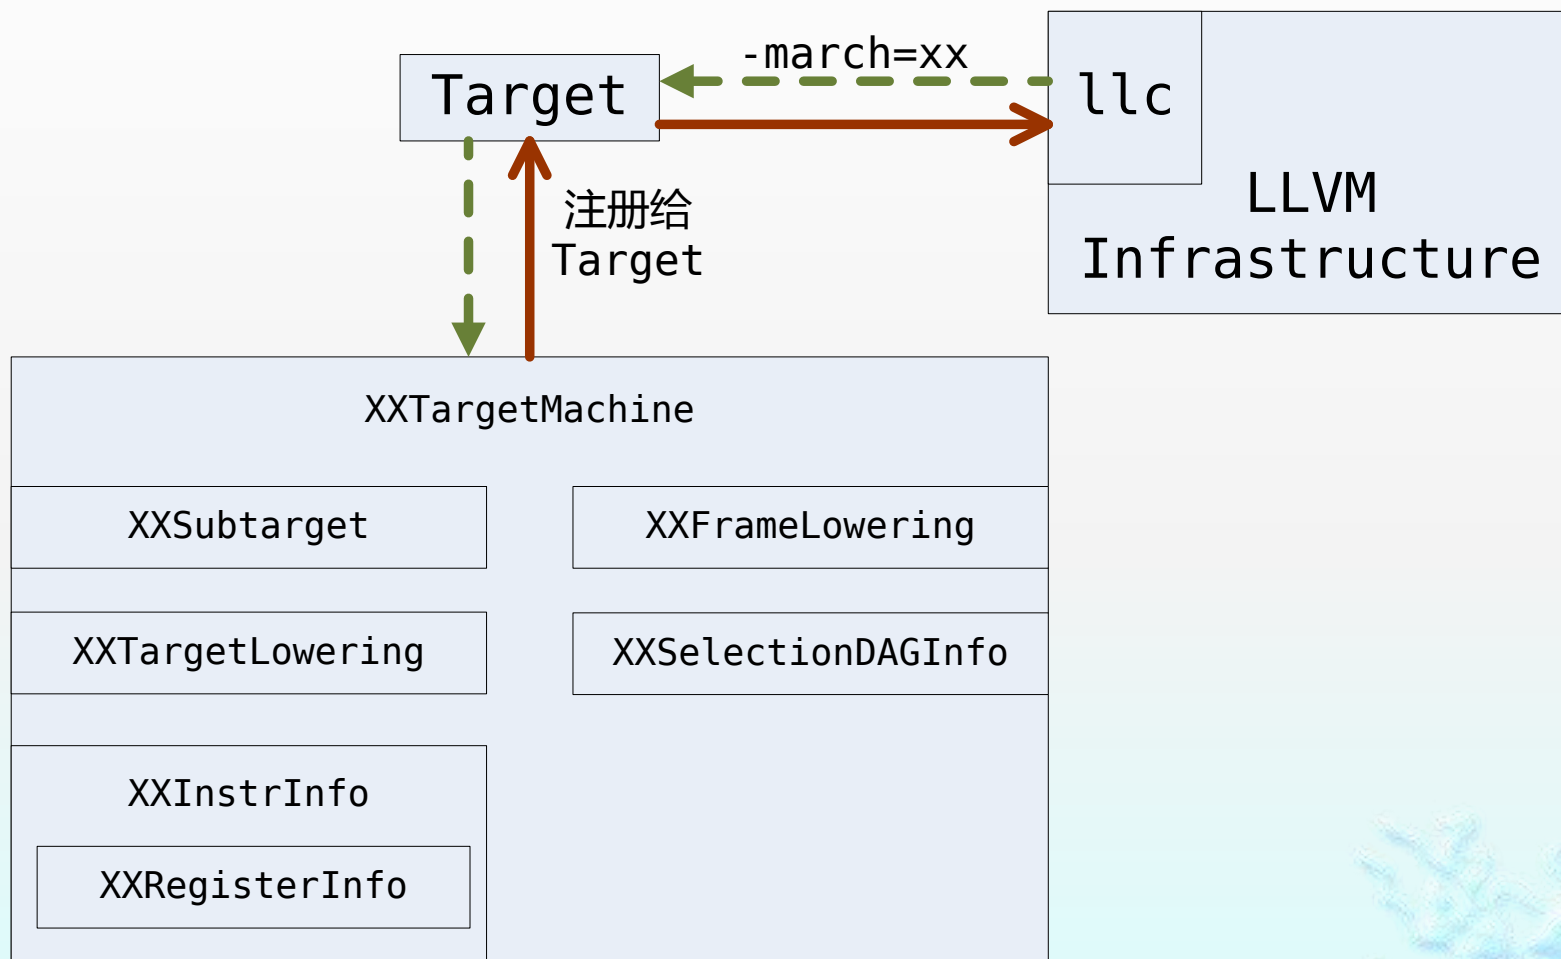 -march=xx
Target
llc
注册给
Target
LLVM
Infrastructure
XXTargetMachine
XXSubtarget
XXFrameLowering
XXTargetLowering
XXSelectionDAGInfo
XXInstrInfo
XXRegisterInfo